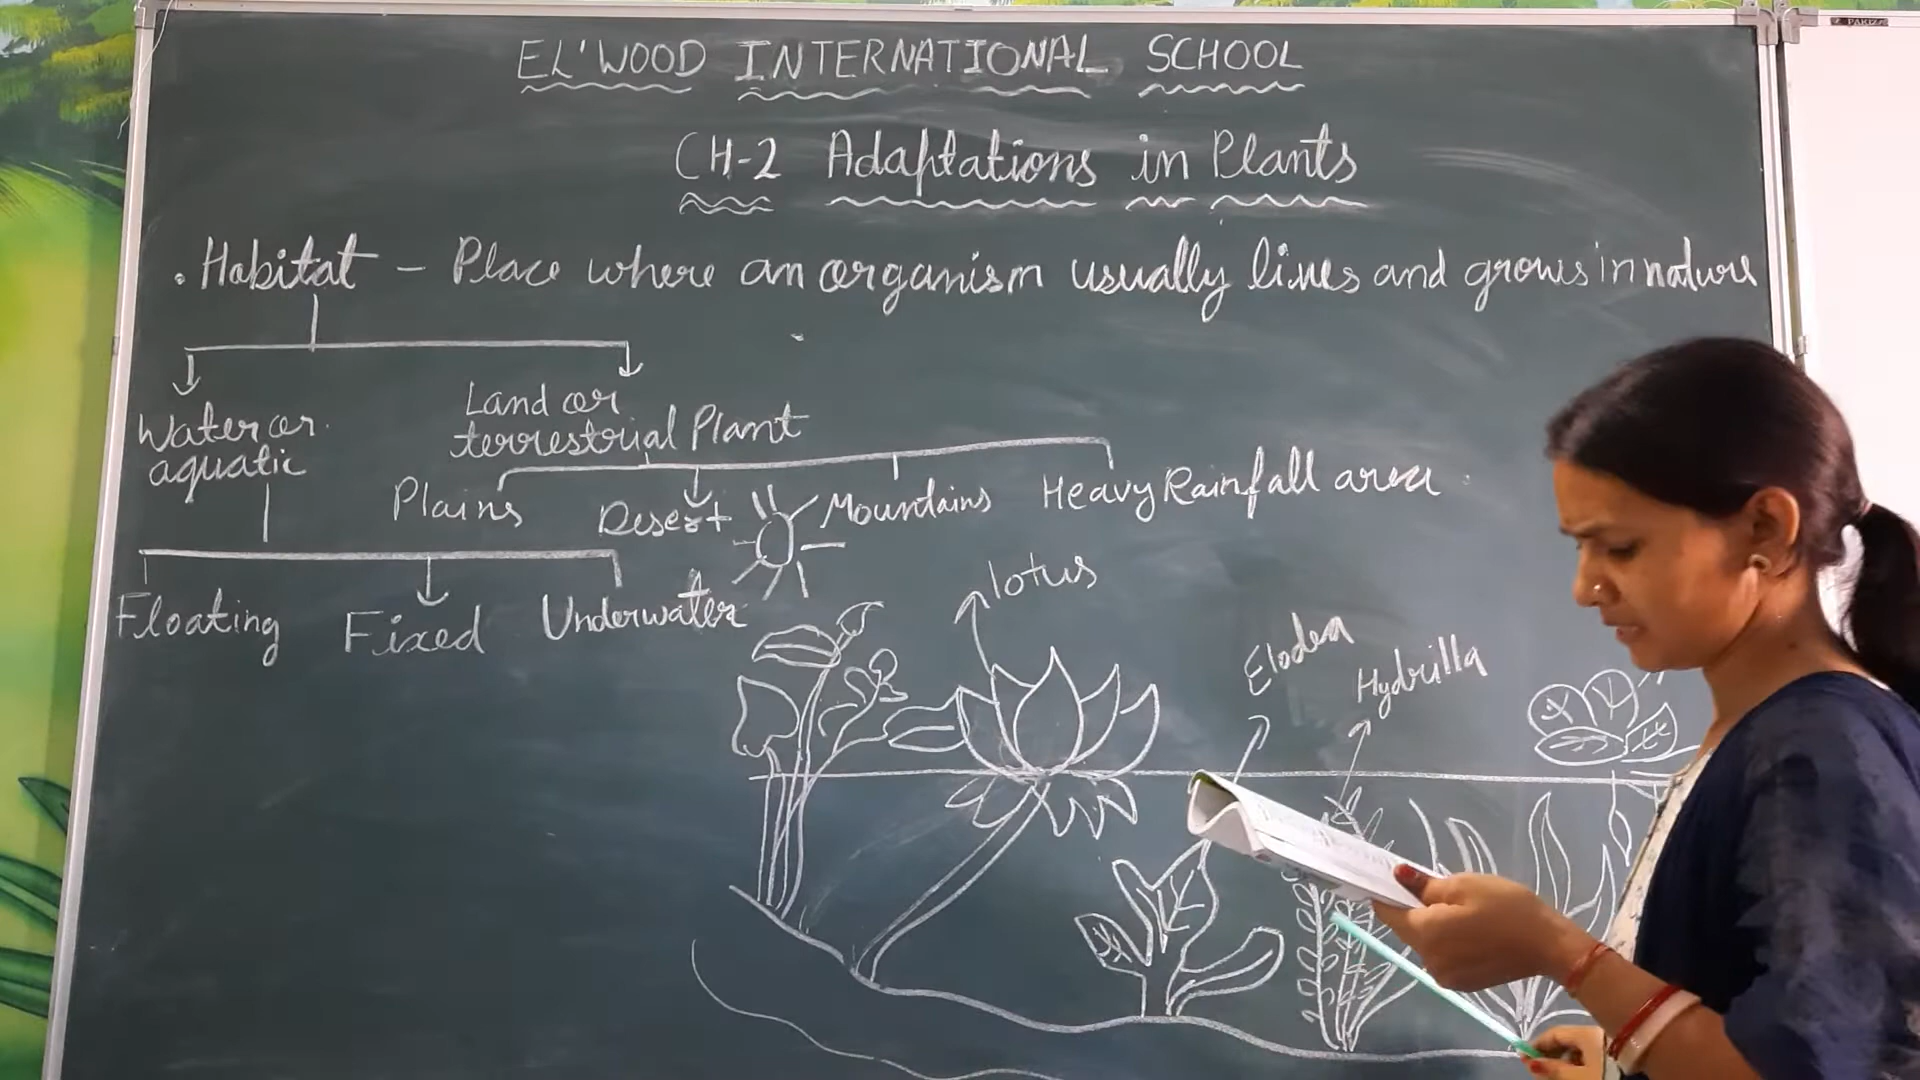 EL'WOOD INTERNATIONAL SCHOOL
CH-2 Adaptations in Plants
. Habitat - Place where an organism usually lives and grows in nature
Water or
aquatic
Land or
terrestrial Plant
Plains Desert Mountains Heavy Rainfall area
Floating Fixed Underwater
lotus
Elodea
Hydrilla